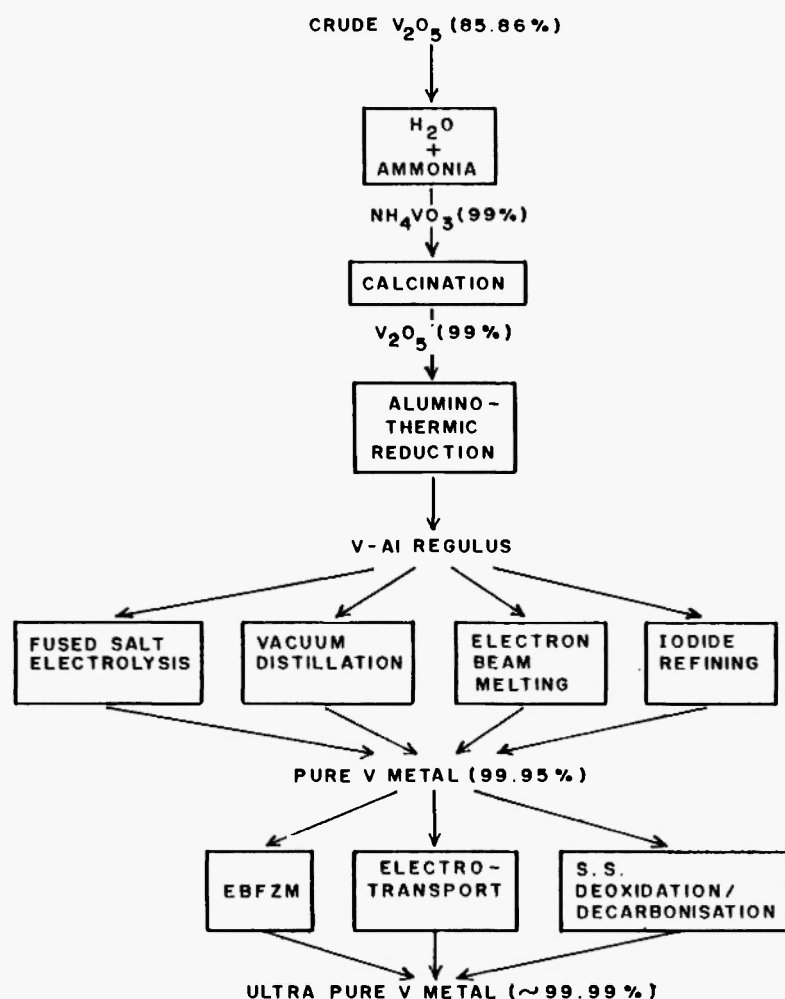 CRUDE V₂O₅ (85.86%)
H₂O
+
AMMONIA
NH₄VO₃ (99%)
CALCINATION
V₂O₅ (99%)
ALUMINO-
THERMIC
REDUCTION
V-Al REGULUS
FUSED SALT
ELECTROLYSIS
VACUUM
DISTILLATION
ELECTRON
BEAM
MELTING
IODIDE
REFINING
PURE V METAL (99.95%)
EBFZM
ELECTRO-
TRANSPORT
S.S.
DEOXIDATION/
DECARBONISATION
ULTRA PURE V METAL (~99.99%)